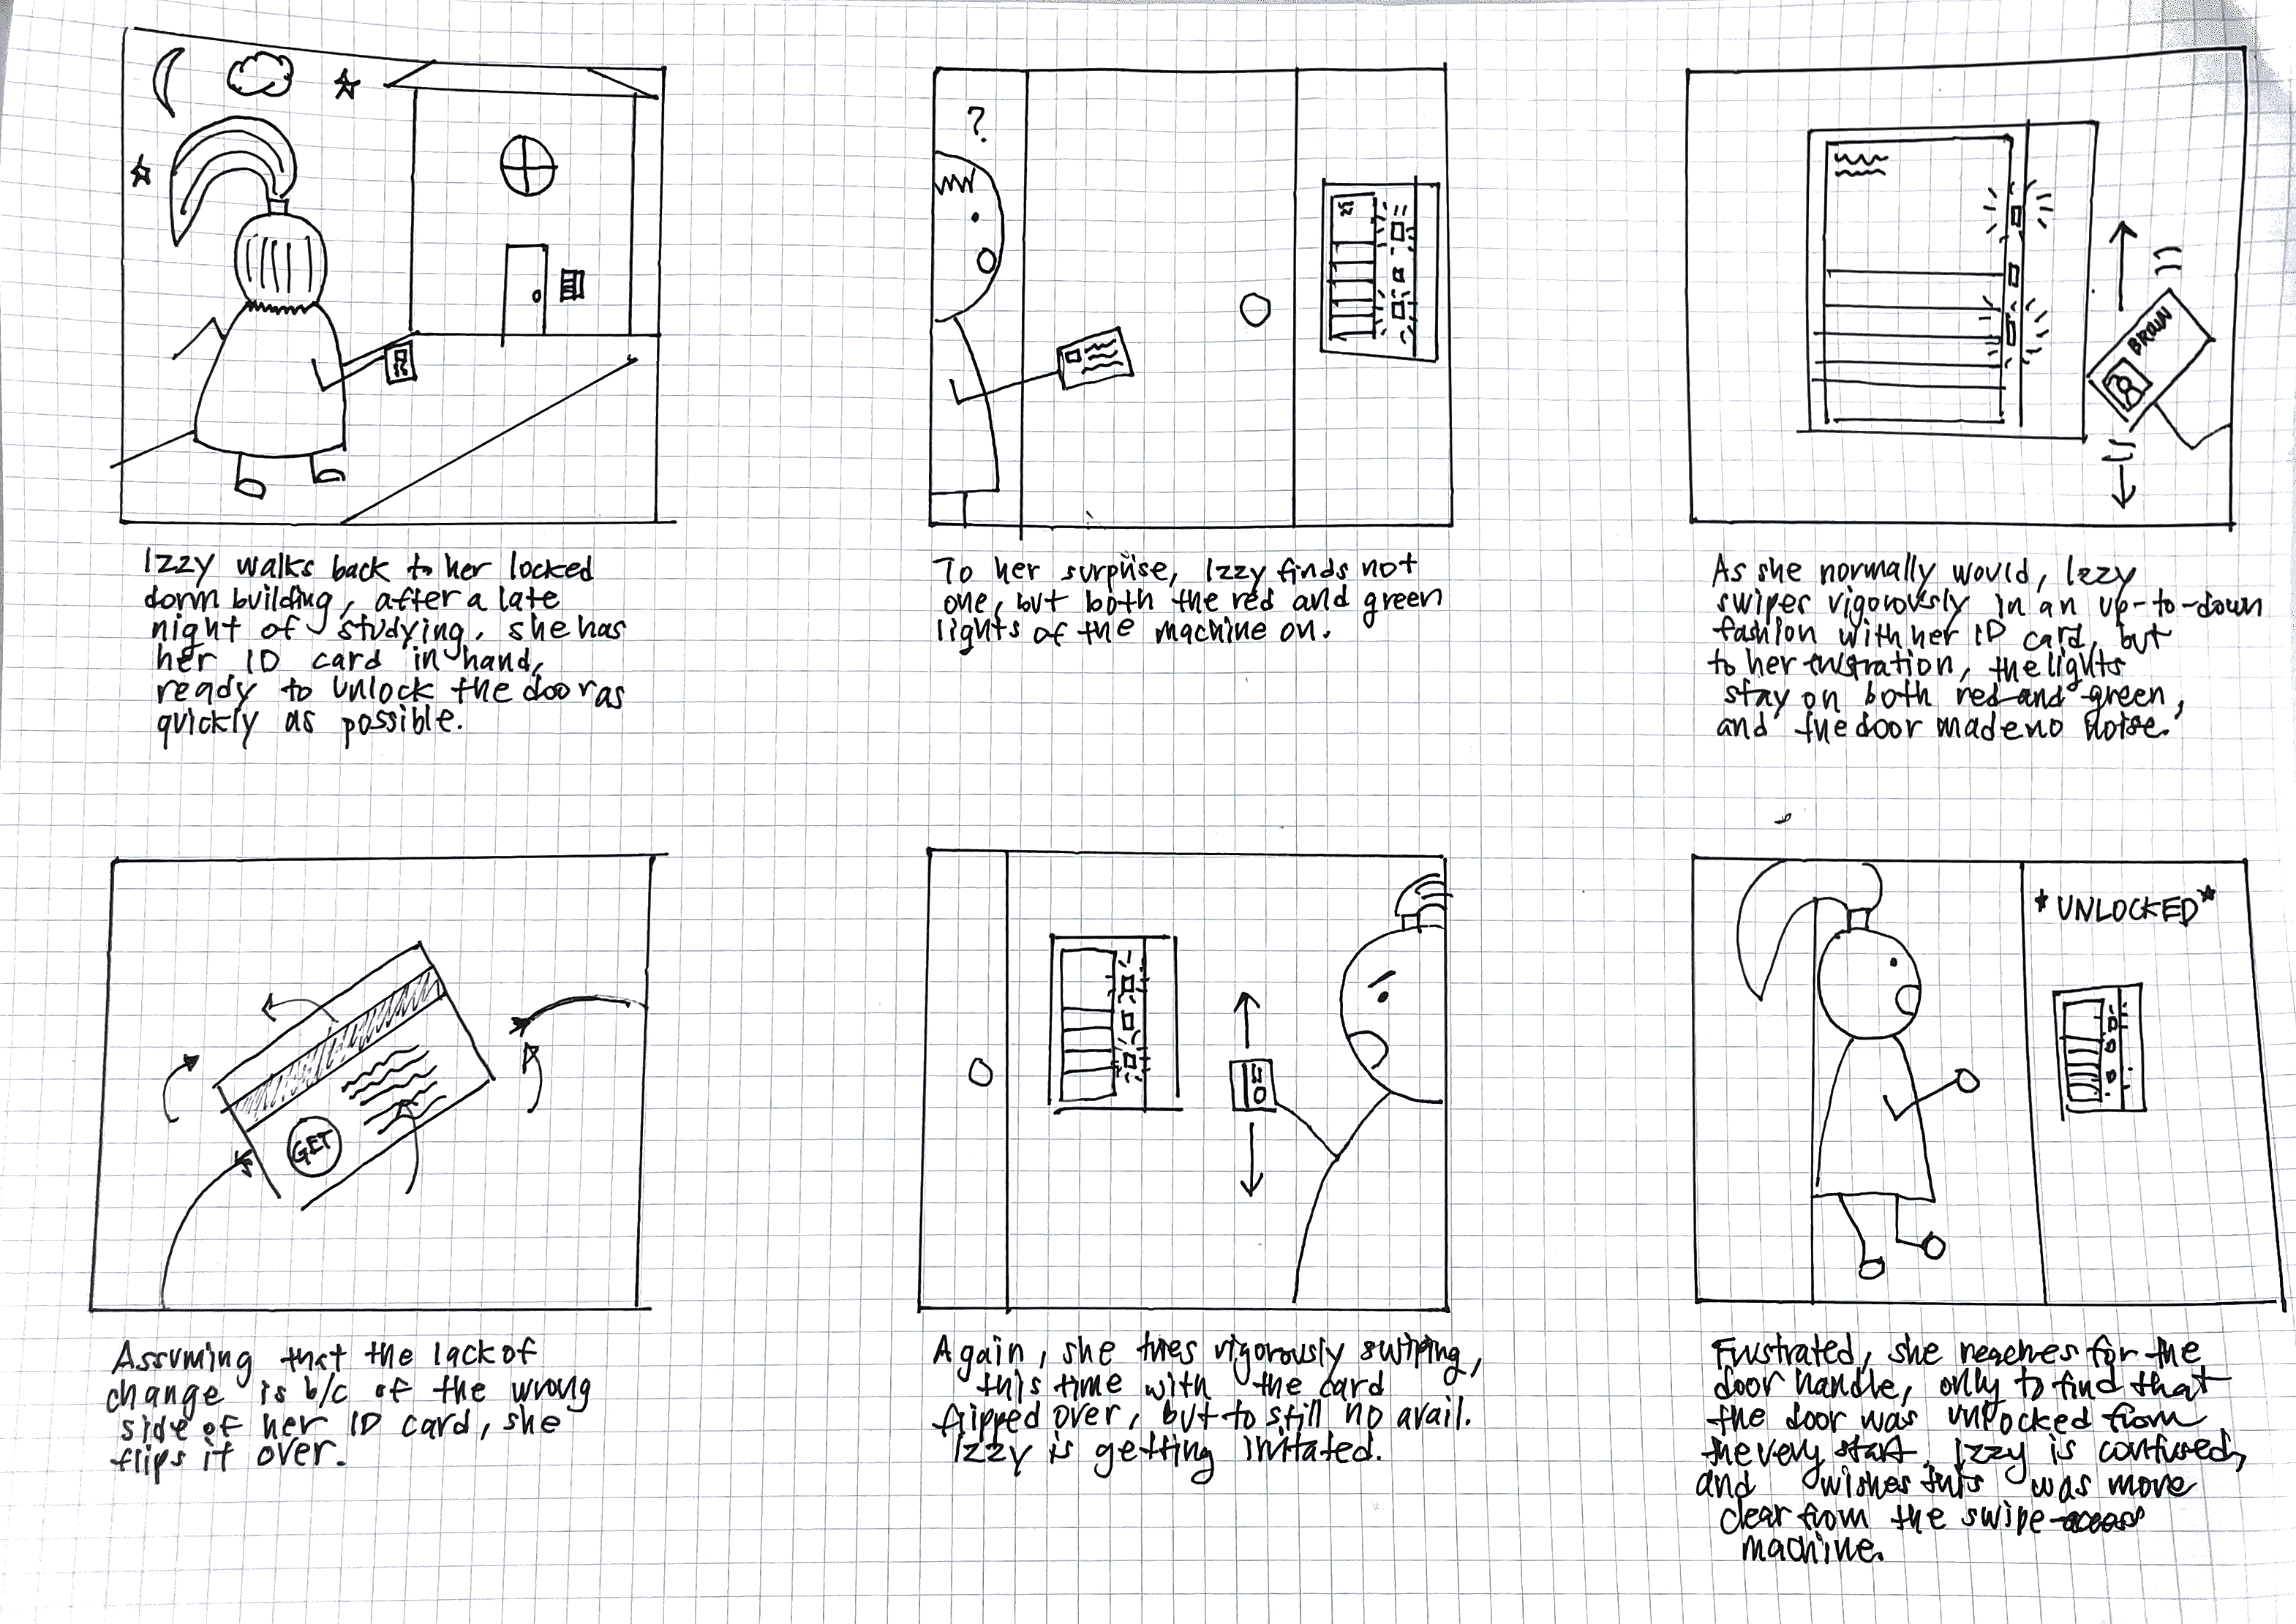 ?
BROWN
Izzy walks back to her locked
dorm building, after a late
night of studying. she has
her ID card in hand,
ready to unlock the door as
quickly as possible.
To her surprise, Izzy finds not
one, but both the red and green
lights of the machine on.
As she normally would, Izzy
swipes vigorously in an up-to-down
fashion with her ID card, but
to her frustration, the lights
stay on both red and green,
and the door made no noise.
GET
*UNLOCKED*
Assuming that the lack of
change is b/c of the wrong
side of her ID card, she
flips it over.
Again, she tries vigorously swiping,
this time with the card
flipped over, but to still no avail.
Izzy is getting irritated.
Frustrated, she reaches for the
door handle, only to find that
the door was unlocked from
the very start. Izzy is confused,
and wishes this was more
clear from the swipe access
machine.